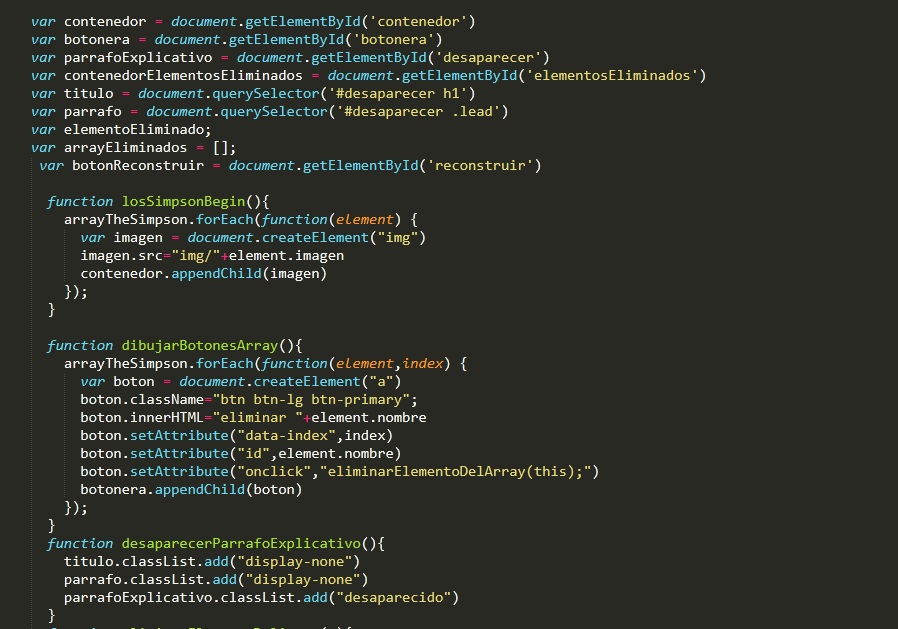 var contenedor = document.getElementById('contenedor')
var botonera = document.getElementById('botonera')
var parrafoExplicativo = document.getElementById('desaparecer')
var contenedorElementosEliminados = document.getElementById('elementosEliminados')
var titulo = document.querySelector('#desaparecer h1')
var parrafo = document.querySelector('#desaparecer .lead')
var elementoEliminado;
var arrayEliminados = [];
var botonReconstruir = document.getElementById('reconstruir')
function losSimpsonBegin(){
arrayTheSimpson.forEach(function(element) {
var imagen = document.createElement("img")
imagen.src="img/"+element.imagen
contenedor.appendChild(imagen)
});
}
function dibujarBotonesArray(){
arrayTheSimpson.forEach(function(element,index) {
var boton = document.createElement("a")
boton.className="btn btn-lg btn-primary";
boton.innerHTML="eliminar "+element.nombre
boton.setAttribute("data-index",index)
boton.setAttribute("id",element.nombre)
boton.setAttribute("onclick","eliminarElementoDelArray(this);")
botonera.appendChild(boton)
});
}
function desaparecerParrafoExplicativo(){
titulo.classList.add("display-none")
parrafo.classList.add("display-none")
parrafoExplicativo.classList.add("desaparecido")
}